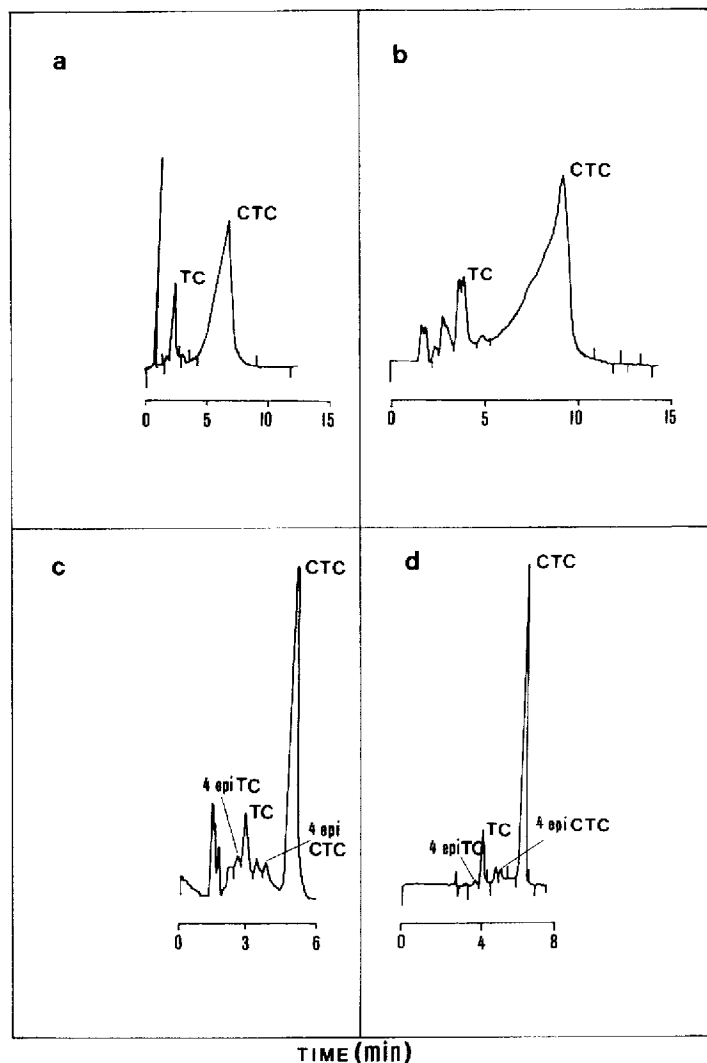 a
CTC
TC
0 5 10 15
b
CTC
TC
0 5 10 15
c
CTC
4 epi TC
TC
4 epi
CTC
0 3 6
d
CTC
TC
4 epi TC
4 epi CTC
0 4 8
TIME (min)